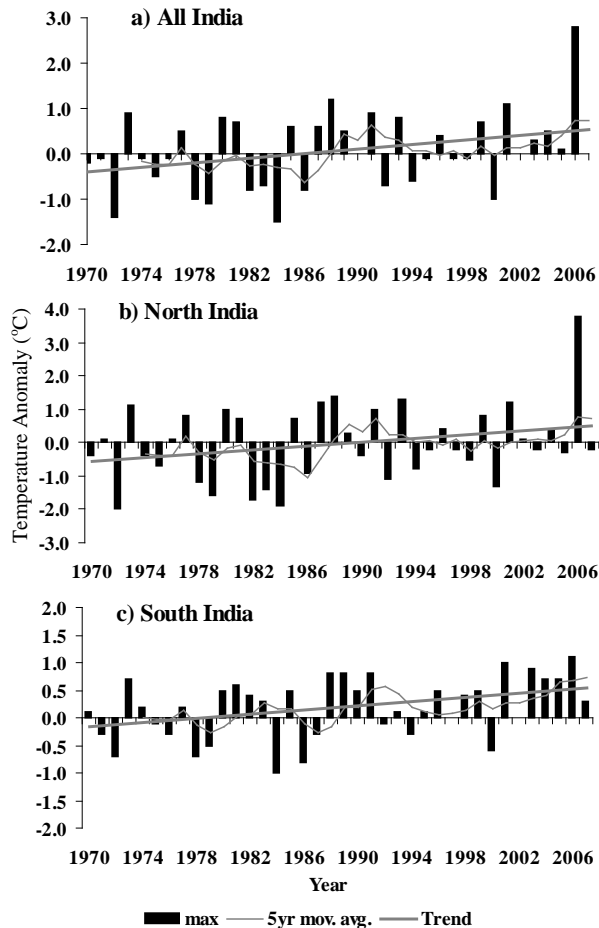 a) All India
3.0
2.0
1.0
0.0
-1.0
-2.0
1970 1974 1978 1982 1986 1990 1994 1998 2002 2006
Temperature Anomaly (°C)
b) North India
4.0
3.0
2.0
1.0
0.0
-1.0
-2.0
-3.0
1970 1974 1978 1982 1986 1990 1994 1998 2002 2006
c) South India
2.0
1.5
1.0
0.5
0.0
-0.5
-1.0
-1.5
-2.0
1970 1974 1978 1982 1986 1990 1994 1998 2002 2006
Year
max 5yr mov. avg. Trend